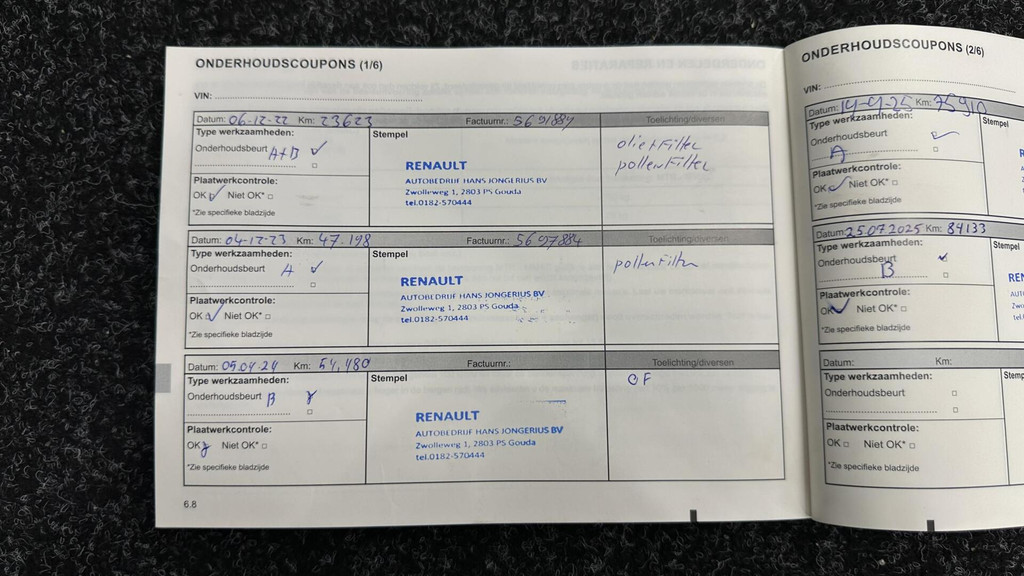 ONDERHOUDSCOUPONS (1/6)
VIN:
Datum: 06-12-22 Km: 23623 Factuurnr.: 5691884 Toelichting/diversen
Type werkzaamheden:
Stempel
Onderhoudsbeurt A+B ✓
oliefilter
pollenfilter
RENAULT
AUTOBEDRIJF HANS JONGERIUS BV
Zwolleweg 1, 2803 PS Gouda
tel.0182-570444
Plaatwerkcontrole:
OK ✓ Niet OK* □
*Zie specifieke bladzijde
Datum: 04-12-23 Km: 47.198 Factuurnr.: 5697884 Toelichting/diversen
Type werkzaamheden:
Stempel
Onderhoudsbeurt A ✓
pollenfilter
RENAULT
AUTOBEDRIJF HANS JONGERIUS BV
Zwolleweg 1, 2803 PS Gouda
tel.0182-570444
Plaatwerkcontrole:
OK ✓ Niet OK* □
*Zie specifieke bladzijde
Datum: 05.04.24 Km: 54,480 Factuurnr.: Toelichting/diversen
Type werkzaamheden:
Stempel
OF
Onderhoudsbeurt B
RENAULT
AUTOBEDRIJF HANS JONGERIUS BV
Zwolleweg 1, 2803 PS Gouda
tel.0182-570444
Plaatwerkcontrole:
OK Niet OK* □
*Zie specifieke bladzijde
6.8
ONDERHOUDSCOUPONS (2/6)
VIN:
Datum: Km: 75910
Type werkzaamheden:
Stempel
Onderhoudsbeurt ✓
A
Plaatwerkcontrole:
OK ✓ Niet OK* □
*Zie specifieke bladzijde
Datum: 25.07.2025 Km: 84133
Type werkzaamheden:
Stempel
Onderhoudsbeurt ✓
B
Plaatwerkcontrole:
OK ✓ Niet OK* □
*Zie specifieke bladzijde
Datum: Km:
Type werkzaamheden:
Onderhoudsbeurt □
Plaatwerkcontrole:
OK □ Niet OK* □
*Zie specifieke bladzijde